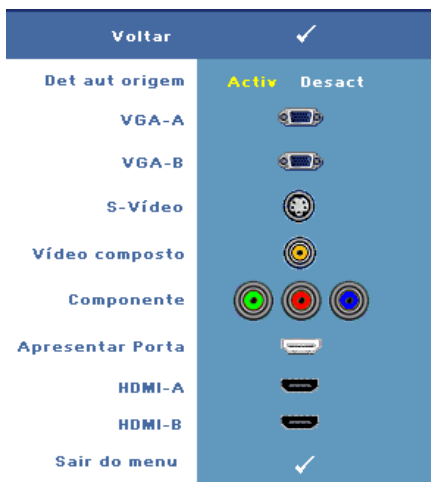 Voltar
Det aut origem Activ Desact
VGA-A
VGA-B
S-Vídeo
Vídeo composto
Componente
Apresentar Porta
HDMI-A
HDMI-B
Sair do menu